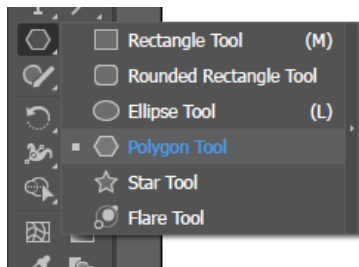 Rectangle Tool (M)
Rounded Rectangle Tool
Ellipse Tool (L)
Polygon Tool
Star Tool
Flare Tool